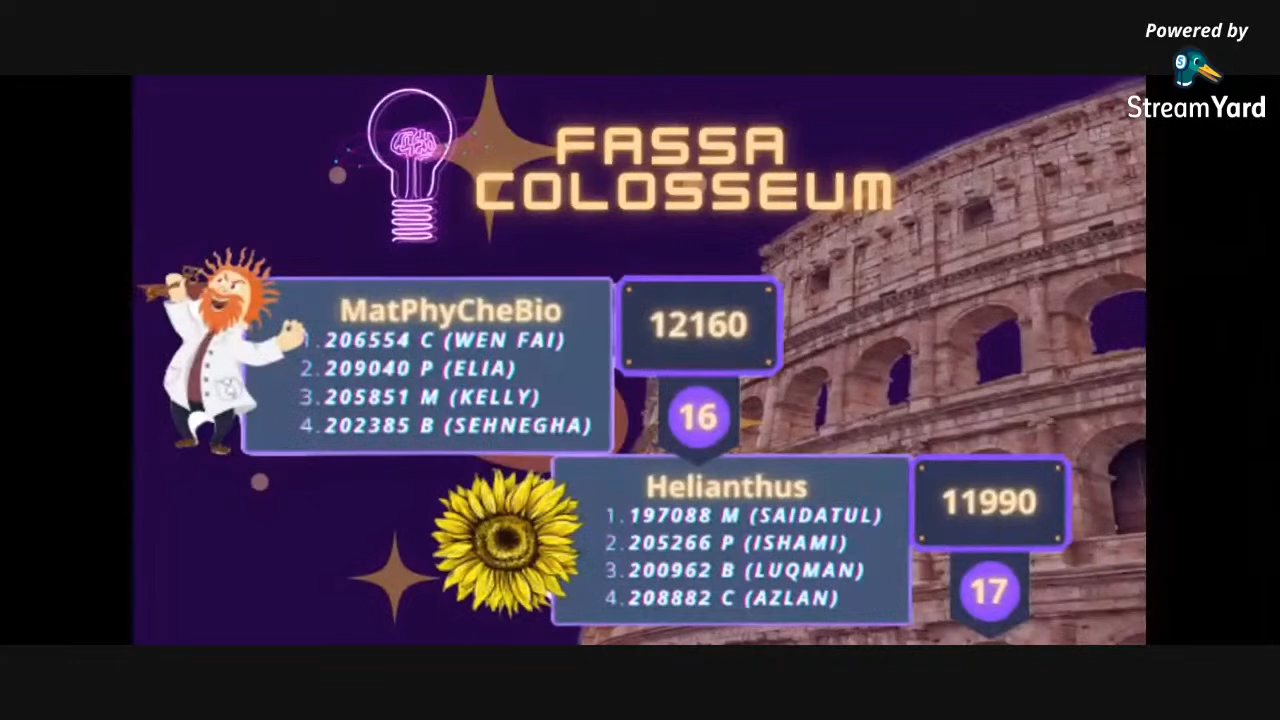 Powered by
StreamYard
FASSA
COLOSSEUM
MatPhyCheBio
1. 206554 C (WEN FAI)
2. 209040 P (ELIA)
3. 205851 M (KELLY)
4. 202385 B (SEHNEGHA)
12160
16
Helianthus
1. 197088 M (SAIDATUL)
2. 205266 P (ISHAMI)
3. 200962 B (LUQMAN)
4. 208882 C (AZLAN)
11990
17